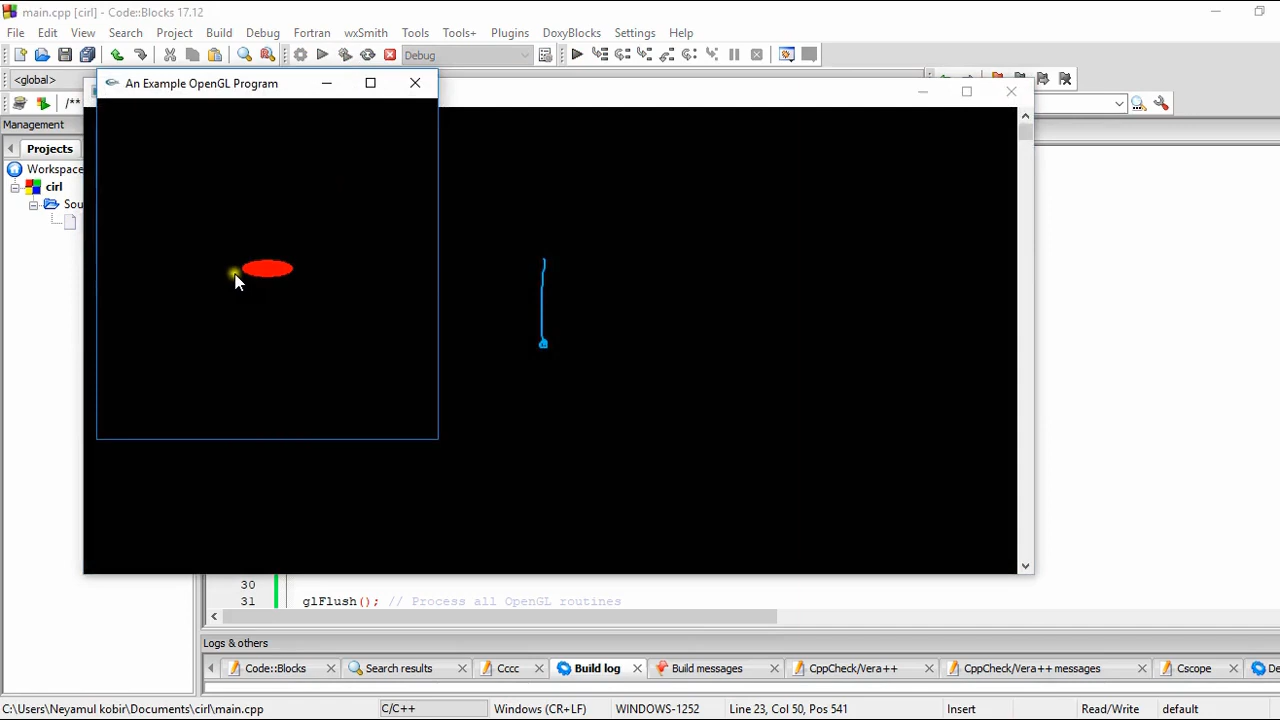 main.cpp [cirl] - Code::Blocks 17.12
File Edit View Search Project Build Debug Fortran wxSmith Tools Tools+ Plugins DoxyBlocks Settings Help
Debug
<global>
An Example OpenGL Program
/**
Management
Projects
Workspace
cirl
Sou
30
31 glFlush(); // Process all OpenGL routines
Logs & others
Code::Blocks Search results Cccc Build log Build messages CppCheck/Vera++ CppCheck/Vera++ messages Cscope De
C:\Users\Neyamul kobir\Documents\cirl\main.cpp C/C++ Windows (CR+LF) WINDOWS-1252 Line 23, Col 50, Pos 541 Insert Read/Write default